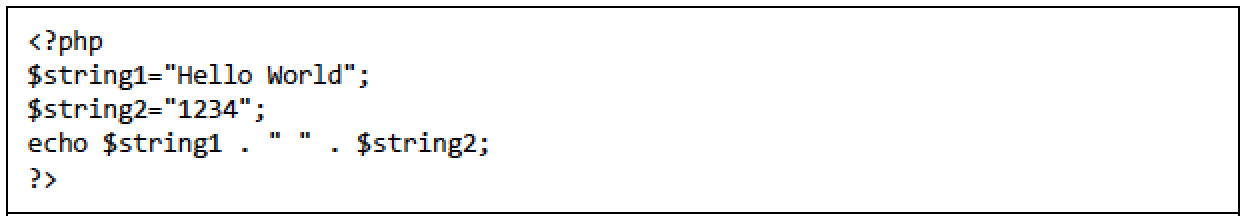 <?php
$string1="Hello World";
$string2="1234";
echo $string1 . " " . $string2;
?>